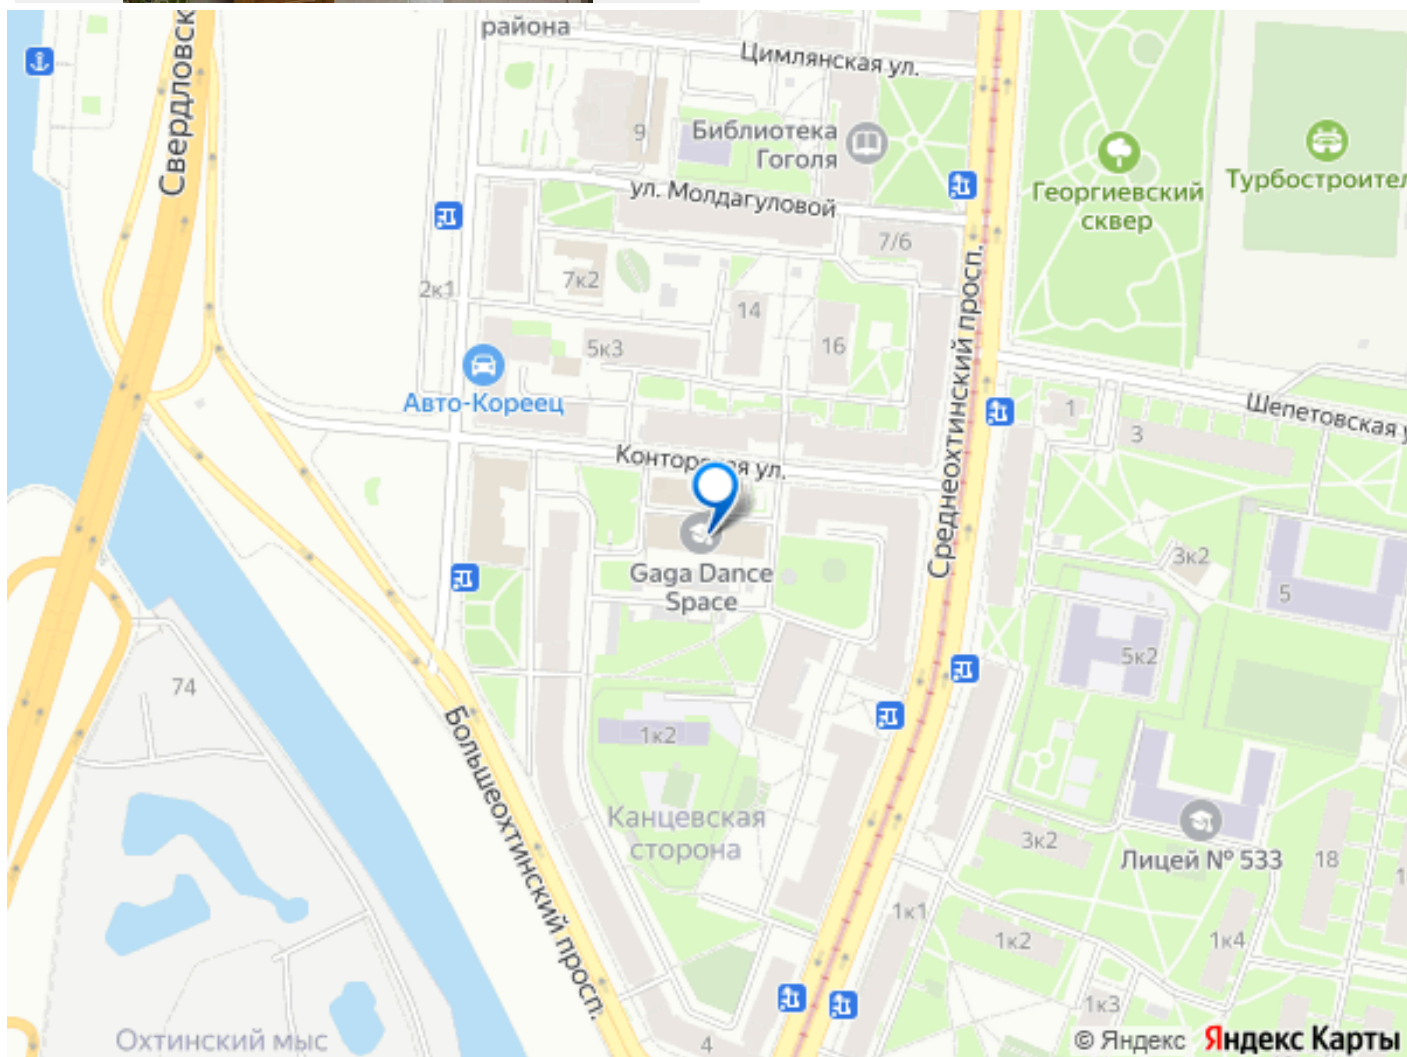 района
Свердловск
Цимлянская ул.
9
Библиотека
Гоголя
ул. Молдагуловой
Георгиевский
сквер
Турбостроител
7/6
7к2
2к1
14
16
5к3
Авто-Кореец
Среднеохтинский просп.
1
3
Шепетовская у
ул.
Gaga Dance
Space
3к2
5
5к2
74
1к2
Большеохтинский просп.
Канцевская
сторона
3к2
Лицей № 533
18
1
1к1
1к2
1к4
1к3
4
Охтинский мыс
© Яндекс Яндекс Карты